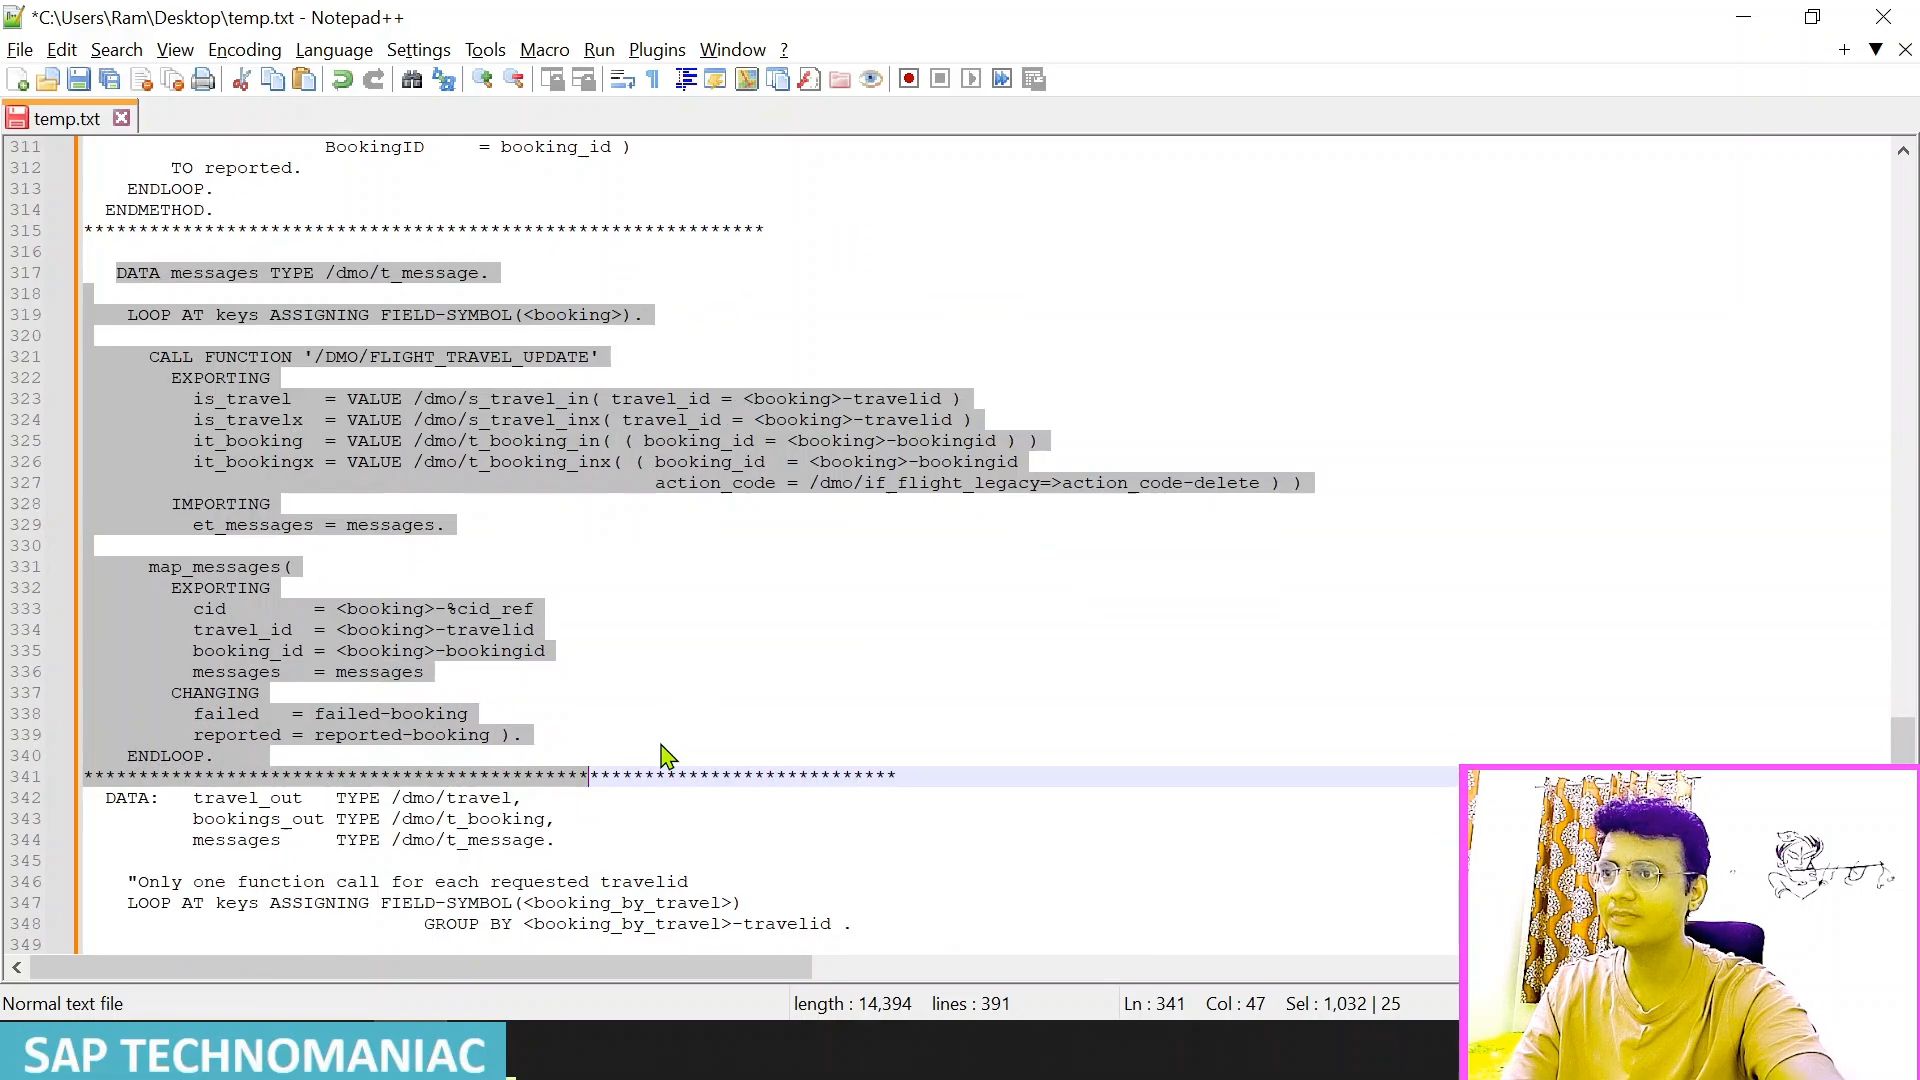 *C:\Users\Ram\Desktop\temp.txt - Notepad++
File Edit Search View Encoding Language Settings Tools Macro Run Plugins Window ?
temp.txt
311 BookingID = booking_id )
312 TO reported.
313 ENDLOOP.
314 ENDMETHOD.
315 **************************************************************
316
317 DATA messages TYPE /dmo/t_message.
318
319 LOOP AT keys ASSIGNING FIELD-SYMBOL(<booking>).
320
321 CALL FUNCTION '/DMO/FLIGHT_TRAVEL_UPDATE'
322 EXPORTING
323 is_travel = VALUE /dmo/s_travel_in( travel_id = <booking>-travelid )
324 is_travelx = VALUE /dmo/s_travel_inx( travel_id = <booking>-travelid )
325 it_booking = VALUE /dmo/t_booking_in( ( booking_id = <booking>-bookingid ) )
326 it_bookingx = VALUE /dmo/t_booking_inx( ( booking_id = <booking>-bookingid
327 action_code = /dmo/if_flight_legacy=>action_code-delete ) )
328 IMPORTING
329 et_messages = messages.
330
331 map_messages(
332 EXPORTING
333 cid = <booking>-%cid_ref
334 travel_id = <booking>-travelid
335 booking_id = <booking>-bookingid
336 messages = messages
337 CHANGING
338 failed = failed-booking
339 reported = reported-booking ).
340 ENDLOOP.
341 **************************************************************************
342 DATA: travel_out TYPE /dmo/travel,
343 bookings_out TYPE /dmo/t_booking,
344 messages TYPE /dmo/t_message.
345
346 "Only one function call for each requested travelid
347 LOOP AT keys ASSIGNING FIELD-SYMBOL(<booking_by_travel>)
348 GROUP BY <booking_by_travel>-travelid .
349
Normal text file length : 14,394 lines : 391 Ln : 341 Col : 47 Sel : 1,032 | 25
SAP TECHNOMANIAC